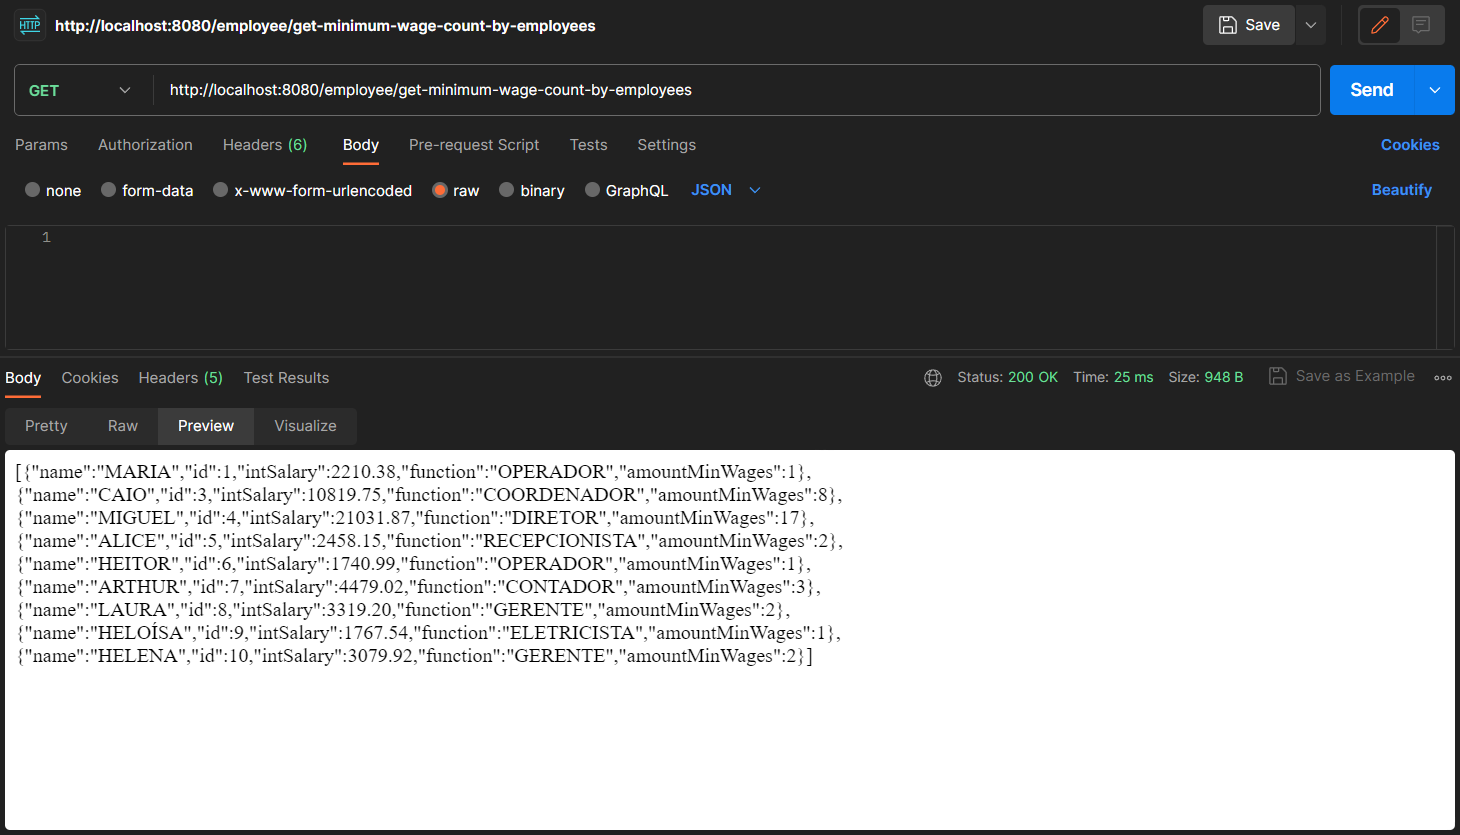 HTTP http://localhost:8080/employee/get-minimum-wage-count-by-employees Save
GET http://localhost:8080/employee/get-minimum-wage-count-by-employees Send
Params Authorization Headers (6) Body Pre-request Script Tests Settings Cookies
none form-data x-www-form-urlencoded raw binary GraphQL JSON Beautify
1
Body Cookies Headers (5) Test Results Status: 200 OK Time: 25 ms Size: 948 B Save as Example
Pretty Raw Preview Visualize
[{"name":"MARIA","id":1,"intSalary":2210.38,"function":"OPERADOR","amountMinWages":1},
{"name":"CAIO","id":3,"intSalary":10819.75,"function":"COORDENADOR","amountMinWages":8},
{"name":"MIGUEL","id":4,"intSalary":21031.87,"function":"DIRETOR","amountMinWages":17},
{"name":"ALICE","id":5,"intSalary":2458.15,"function":"RECEPCIONISTA","amountMinWages":2},
{"name":"HEITOR","id":6,"intSalary":1740.99,"function":"OPERADOR","amountMinWages":1},
{"name":"ARTHUR","id":7,"intSalary":4479.02,"function":"CONTADOR","amountMinWages":3},
{"name":"LAURA","id":8,"intSalary":3319.20,"function":"GERENTE","amountMinWages":2},
{"name":"HELOÍSA","id":9,"intSalary":1767.54,"function":"ELETRICISTA","amountMinWages":1},
{"name":"HELENA","id":10,"intSalary":3079.92,"function":"GERENTE","amountMinWages":2}]